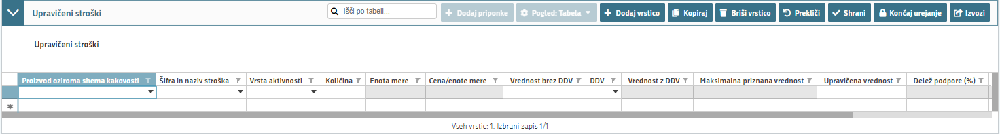 Upravičeni stroški
Išči po tabeli...
Dodaj priponke
Pogled: Tabela
Dodaj vrstico
Kopiraj
Briši vrstico
Prekliči
Shrani
Končaj urejanje
Izvozi
Upravičeni stroški
Proizvod oziroma shema kakovosti
Šifra in naziv stroška
Vrsta aktivnosti
Količina
Enota mere
Cena/enote mere
Vrednost brez DDV
DDV
Vrednost z DDV
Maksimalna priznana vrednost
Upravičena vrednost
Delež podpore (%)
Vseh vrstic: 1. Izbrani zapis 1/1